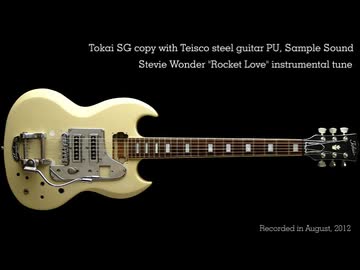 Tokai SG copy with Teisco steel guitar PU, Sample Sound
Stevie Wonder "Rocket Love" instrumental tune
Recorded in August, 2012